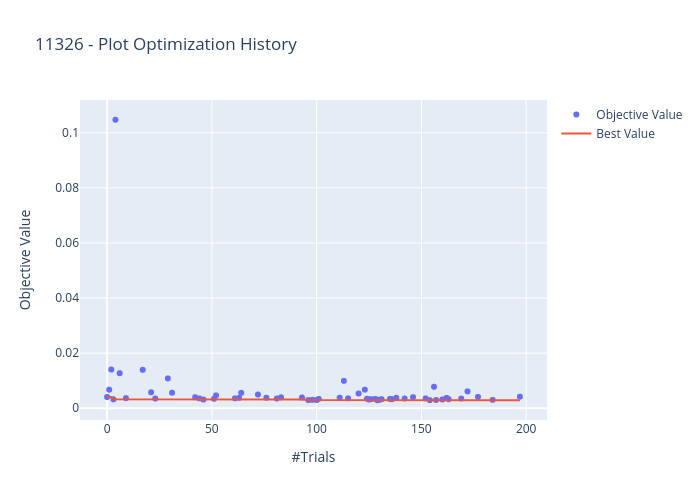 11326 - Plot Optimization History
Objective Value
Best Value
0.1
0.08
0.06
0.04
0.02
0
Objective Value
0
50
100
150
200
#Trials